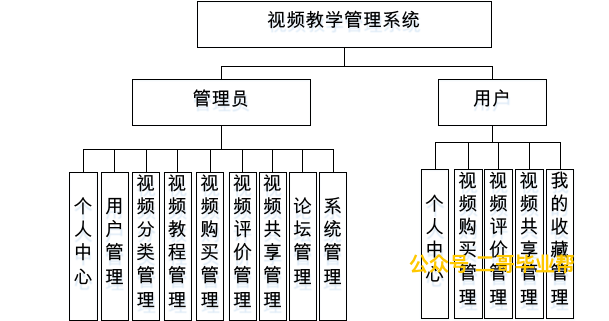 视频教学管理系统
管理员
用户
个人中心
用户管理
视频分类管理
视频教程管理
视频购买管理
视频评价管理
视频共享管理
论坛管理
系统管理
个人中心
视频购买管理
视频评价管理
视频共享管理
我的收藏管理
公众号 二哥毕业帮